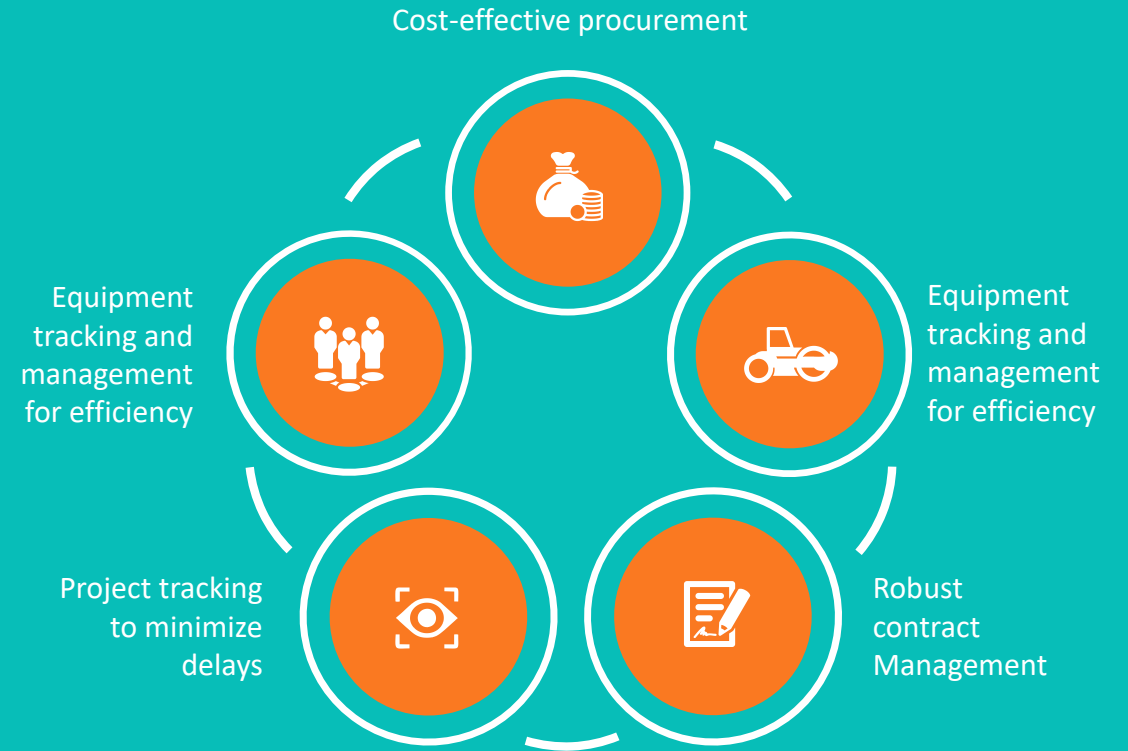 Cost-effective procurement
Equipment
tracking and
management
for efficiency
Equipment
tracking and
management
for efficiency
Project tracking
to minimize
delays
Robust
contract
Management